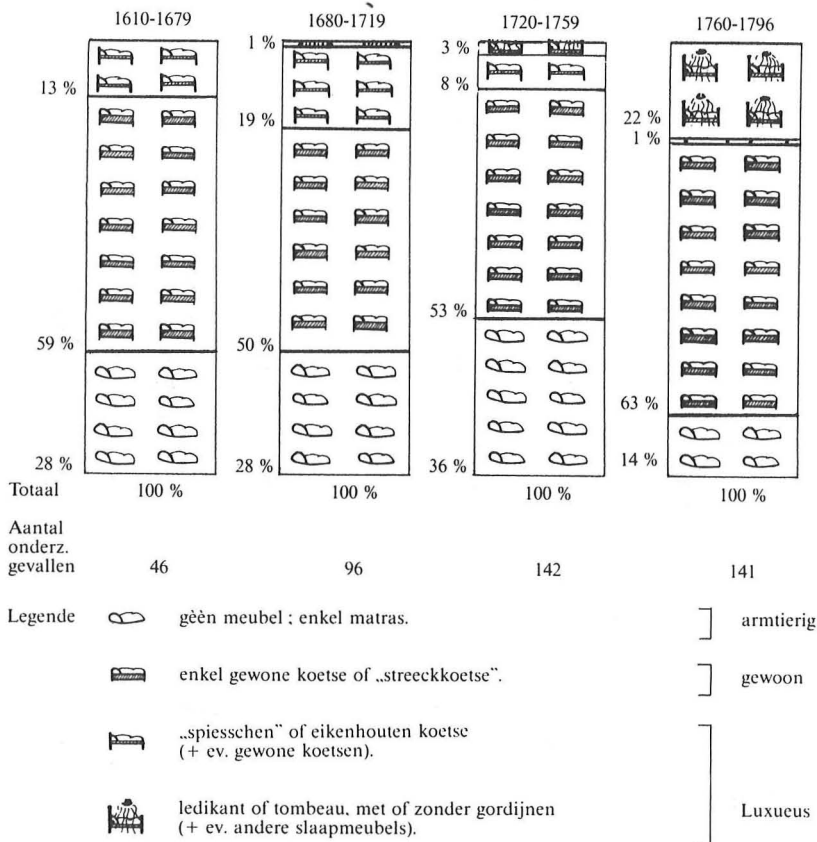 1610-1679 1680-1719 1720-1759 1760-1796
1 % 3 %
13 % 8 %
19 % 22 %
1 %
53 %
59 % 50 %
63 %
28 % 28 % 36 % 14 %
Totaal 100 % 100 % 100 % 100 %
Aantal
onderz.
gevallen 46 96 142 141
Legende gèèn meubel ; enkel matras. armtierig
enkel gewone koetse of „streeckkoetse”. gewoon
„spiesschen” of eikenhouten koetse
(+ ev. gewone koetsen).
ledikant of tombeau, met of zonder gordijnen Luxueus
(+ ev. andere slaapmeubels).